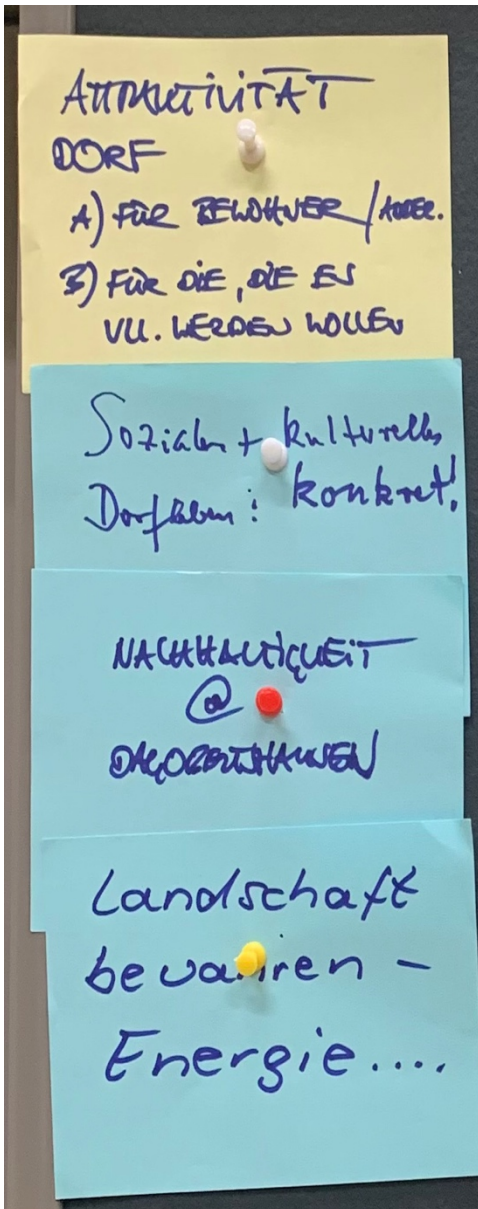 ATTRAKTIVITÄT
DORF
A) FÜR BEWOHNER /
B) FÜR DIE, DIE ES
VLL. WERDEN WOLLEN
Soziales + kulturelles
Dorfleben: konkret!
NACHHALTIGKEIT
@
DAGOBERTSHAUSEN
Landschaft
bewahren -
Energie....